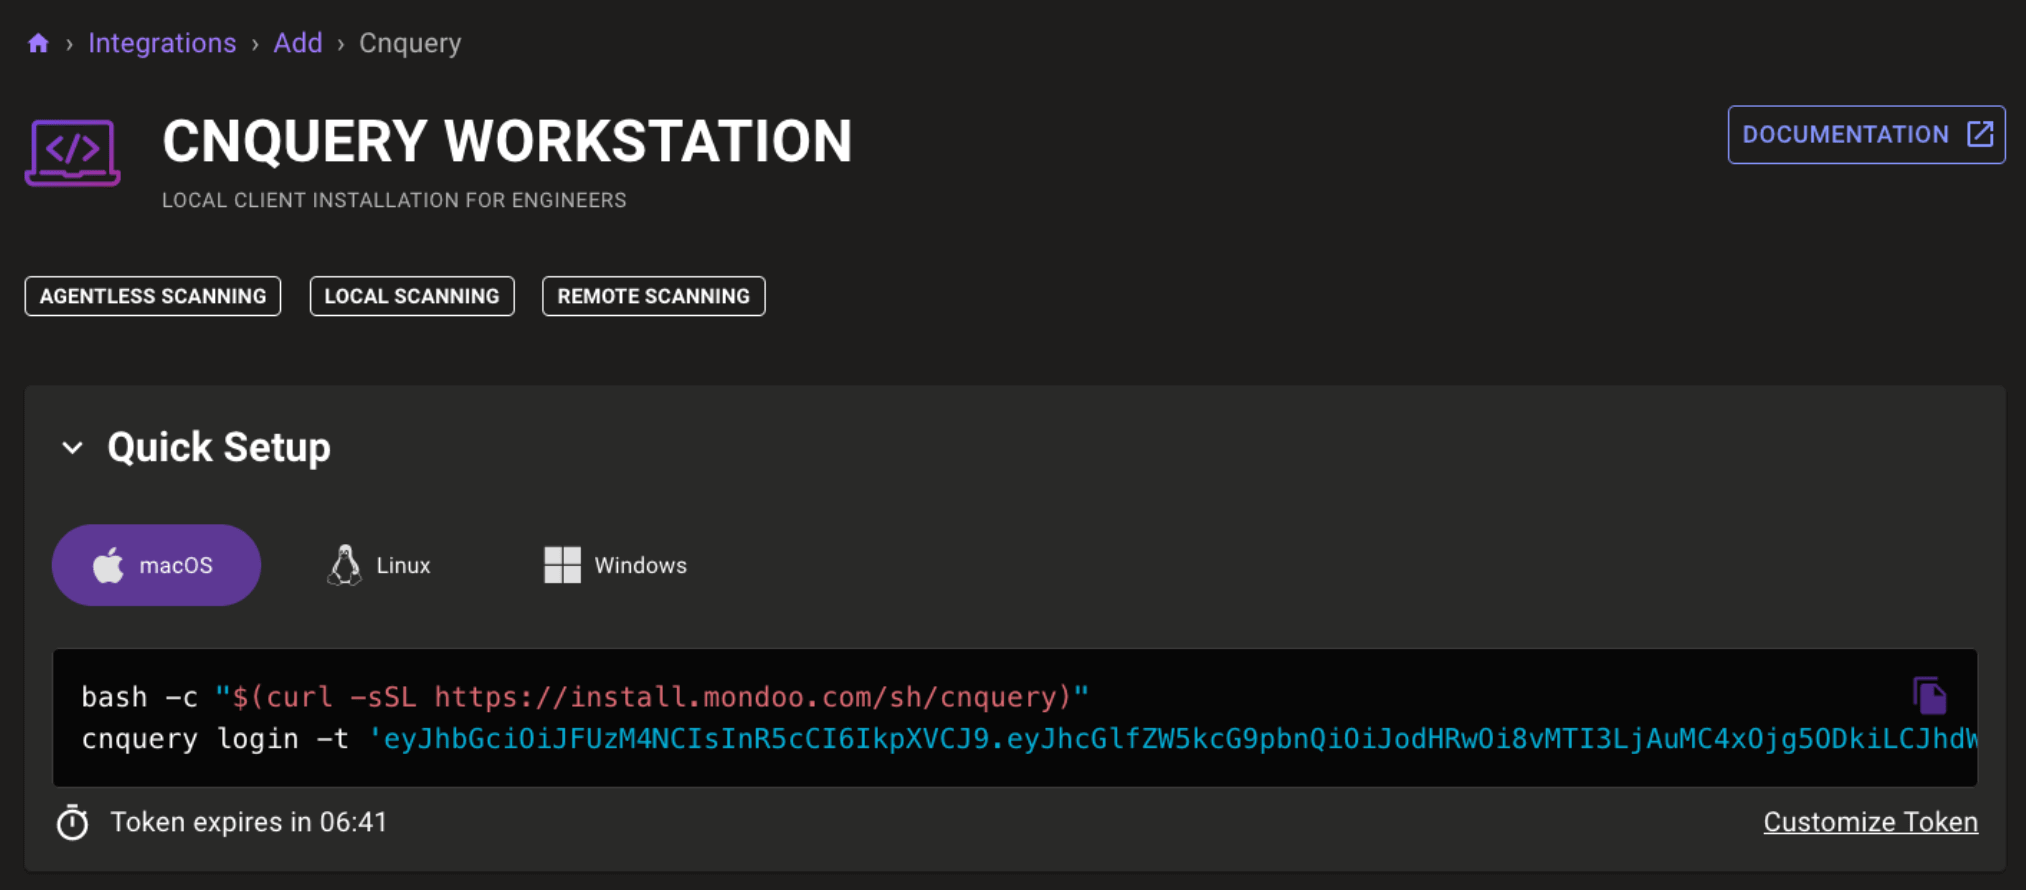 Integrations › Add › Cnquery
</>
CNQUERY WORKSTATION
DOCUMENTATION
LOCAL CLIENT INSTALLATION FOR ENGINEERS
AGENTLESS SCANNING LOCAL SCANNING REMOTE SCANNING
Quick Setup
macOS Linux Windows
bash -c "$(curl -sSL https://install.mondoo.com/sh/cnquery)"
cnquery login -t 'eyJhbGciOiJFUzM4NCIsInR5cCI6IkpXVCJ9.eyJhcGlfZW5kcG9pbnQiOiJodHRwOi8vMTI3LjAuMC4xOjg5ODkiLCJhdW
Token expires in 06:41
Customize Token